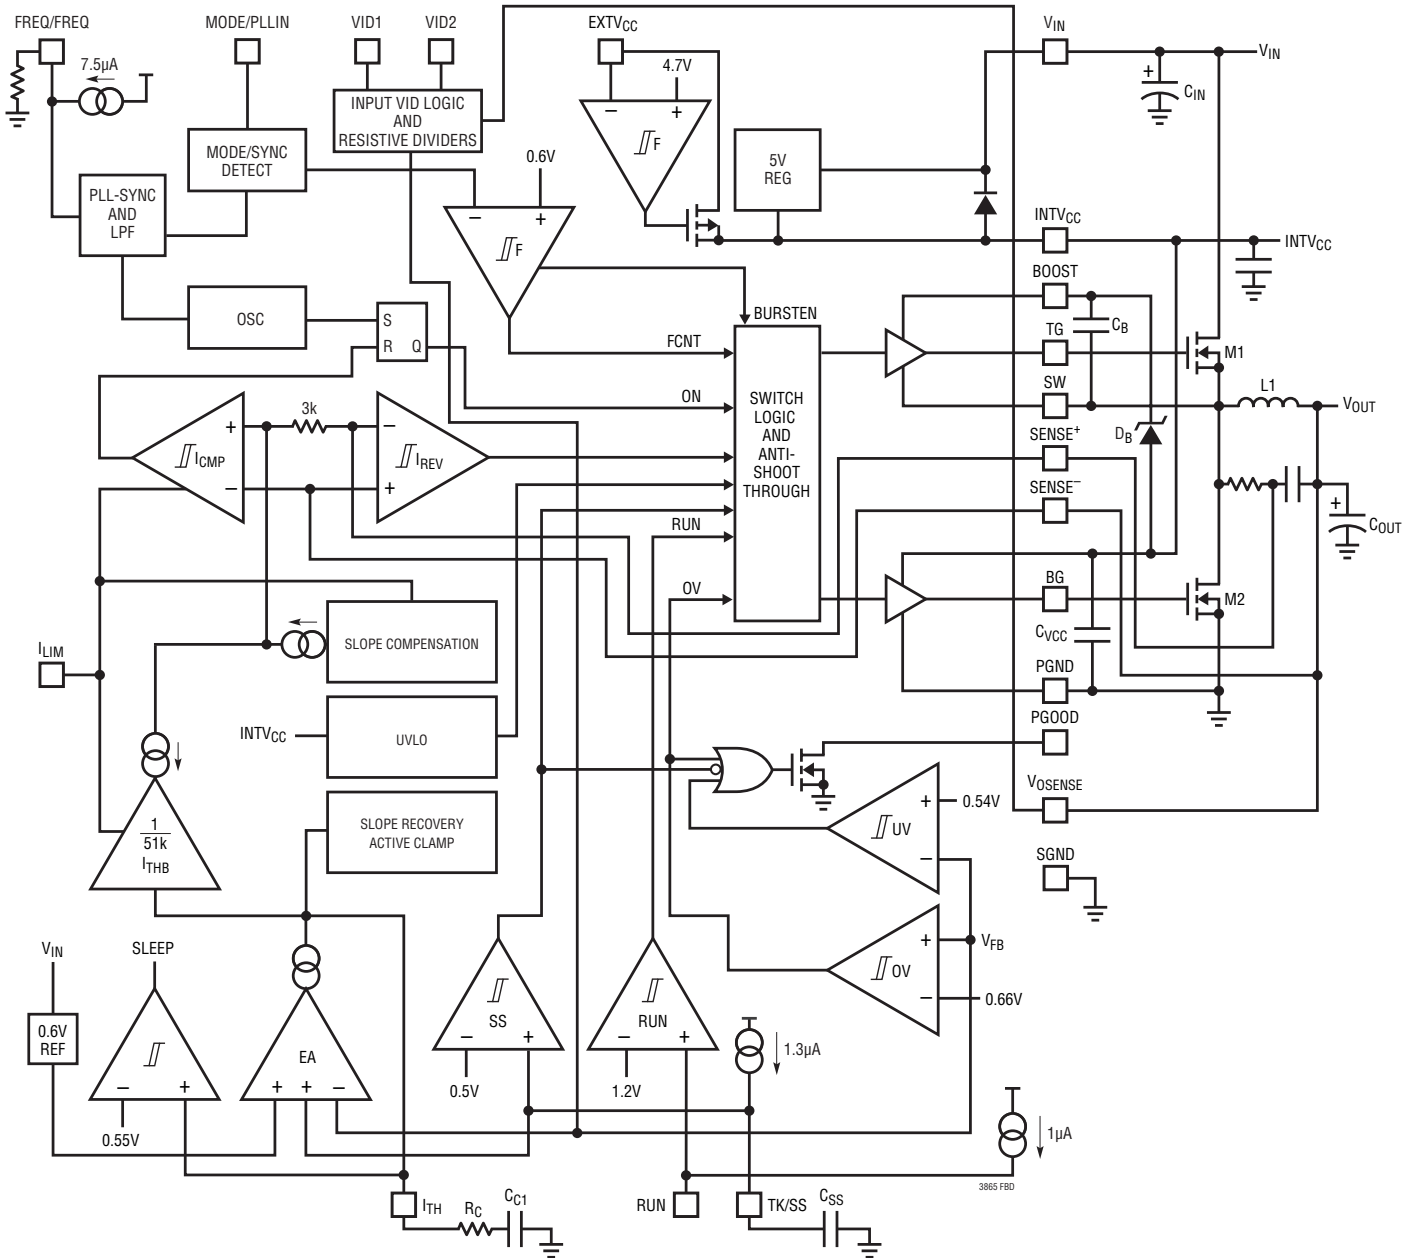 FREQ/FREQ
MODE/PLLIN
VID1
VID2
EXTVCC
VIN
7.5µA
4.7V
VIN
+
CIN
INPUT VID LOGIC
AND
RESISTIVE DIVIDERS
−
+
F
MODE/SYNC
DETECT
0.6V
5V
REG
PLL-SYNC
AND
LPF
−
+
F
INTVCC
INTVCC
BOOST
OSC
S
R
Q
BURSTEN
CB
FCNT
TG
M1
3k
ON
SWITCH
LOGIC
AND
ANTI-
SHOOT
THROUGH
SW
L1
VOUT
+
ICMP
−
−
IREV
+
SENSE+
DB
SENSE−
+
COUT
RUN
OV
BG
M2
SLOPE COMPENSATION
CVCC
ILIM
PGND
INTVCC
UVLO
PGOOD
VOSENSE
+
0.54V
UV
−
1
51k
ITHB
SLOPE RECOVERY
ACTIVE CLAMP
SGND
+
VFB
OV
−
0.66V
VIN
SLEEP
0.6V
REF
−
+
0.55V
EA
+
+
−
SS
−
+
0.5V
RUN
−
+
1.2V
1.3µA
1µA
3865 FBD
ITH
RC
CC1
RUN
TK/SS
CSS